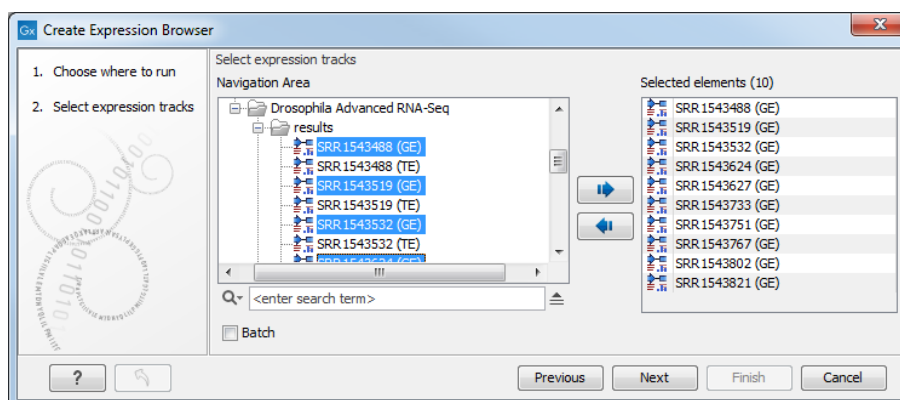 Gx Create Expression Browser
1. Choose where to run
2. Select expression tracks
Select expression tracks
Navigation Area
Drosophila Advanced RNA-Seq
results
SRR1543488 (GE)
SRR1543488 (TE)
SRR1543519 (GE)
SRR1543519 (TE)
SRR1543532 (GE)
SRR1543532 (TE)
SRR1543624 (GE)
<enter search term>
Batch
Selected elements (10)
SRR1543488 (GE)
SRR1543519 (GE)
SRR1543532 (GE)
SRR1543624 (GE)
SRR1543627 (GE)
SRR1543733 (GE)
SRR1543751 (GE)
SRR1543767 (GE)
SRR1543802 (GE)
SRR1543821 (GE)
?
Previous
Next
Finish
Cancel